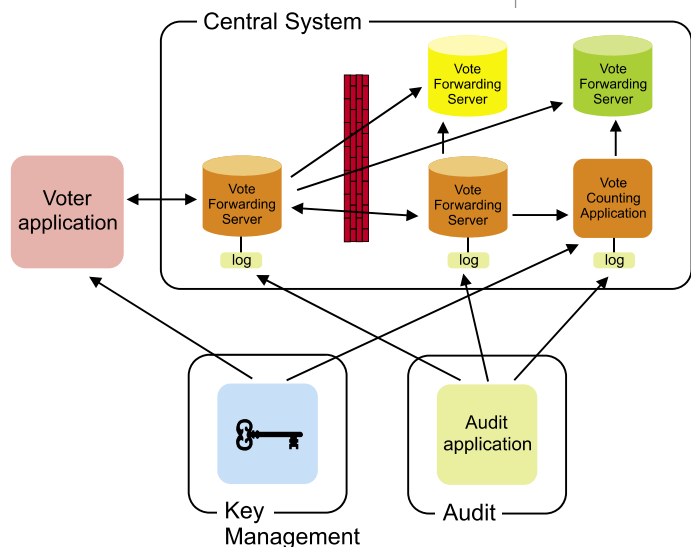 Central System
Vote
Forwarding
Server
Vote
Forwarding
Server
Voter
application
Vote
Forwarding
Server
Vote
Forwarding
Server
Vote
Counting
Application
log
log
log
Audit
application
Key
Management
Audit